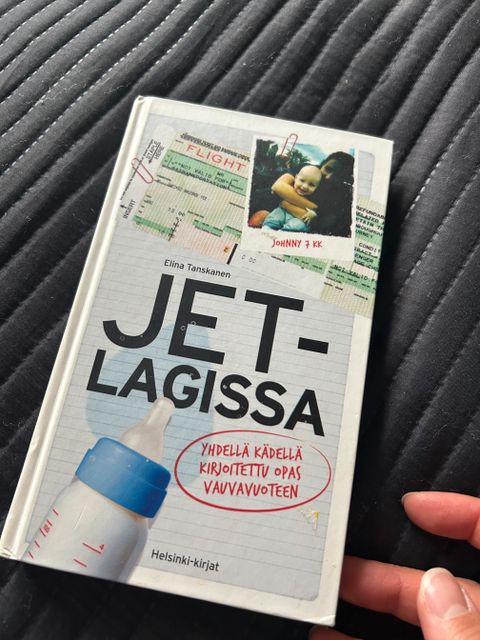 FLIGHT
JOHNNY 7 KK
Elina Tanskanen
JET-
LAGISSA
YHDELLÄ KÄDELLÄ
KIRJOITETTU OPAS
VAUVAVUOTEEN
Helsinki-kirjat